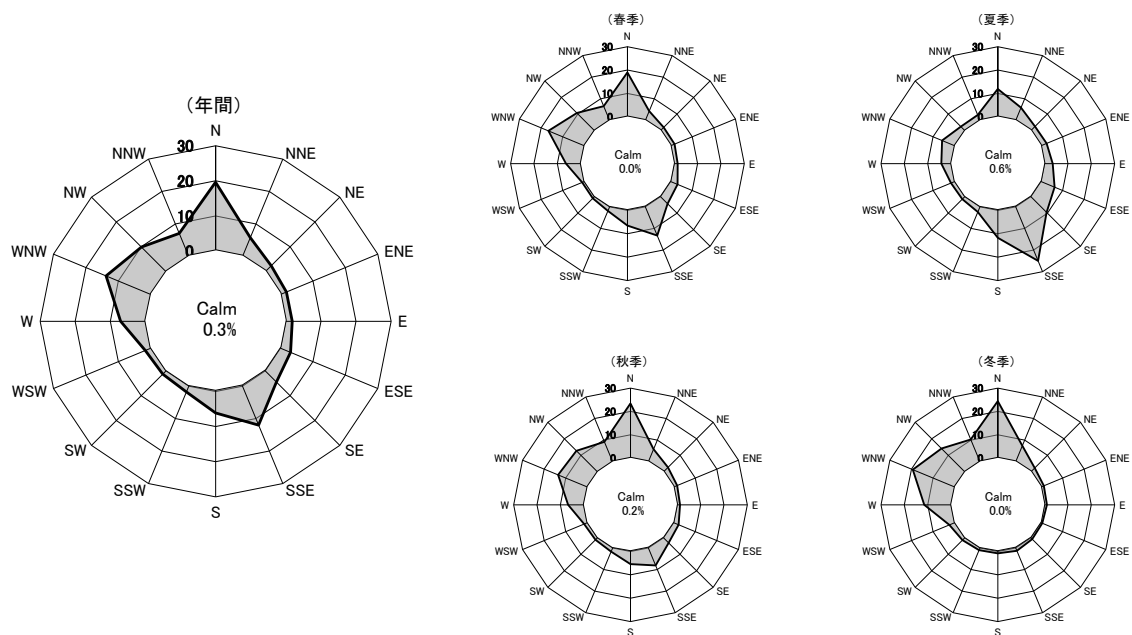 (年間)
N
NNE
NE
ENE
E
ESE
SE
SSE
S
SSW
SW
WSW
W
WNW
NW
NNW
30
20
10
0
Calm
0.3%
(春季)
N
NNE
NE
ENE
E
ESE
SE
SSE
S
SSW
SW
WSW
W
WNW
NW
NNW
30
20
10
0
Calm
0.0%
(夏季)
N
NNE
NE
ENE
E
ESE
SE
SSE
S
SSW
SW
WSW
W
WNW
NW
NNW
30
20
10
0
Calm
0.6%
(秋季)
N
NNE
NE
ENE
E
ESE
SE
SSE
S
SSW
SW
WSW
W
WNW
NW
NNW
30
20
10
0
Calm
0.2%
(冬季)
N
NNE
NE
ENE
E
ESE
SE
SSE
S
SSW
SW
WSW
W
WNW
NW
NNW
30
20
10
0
Calm
0.0%